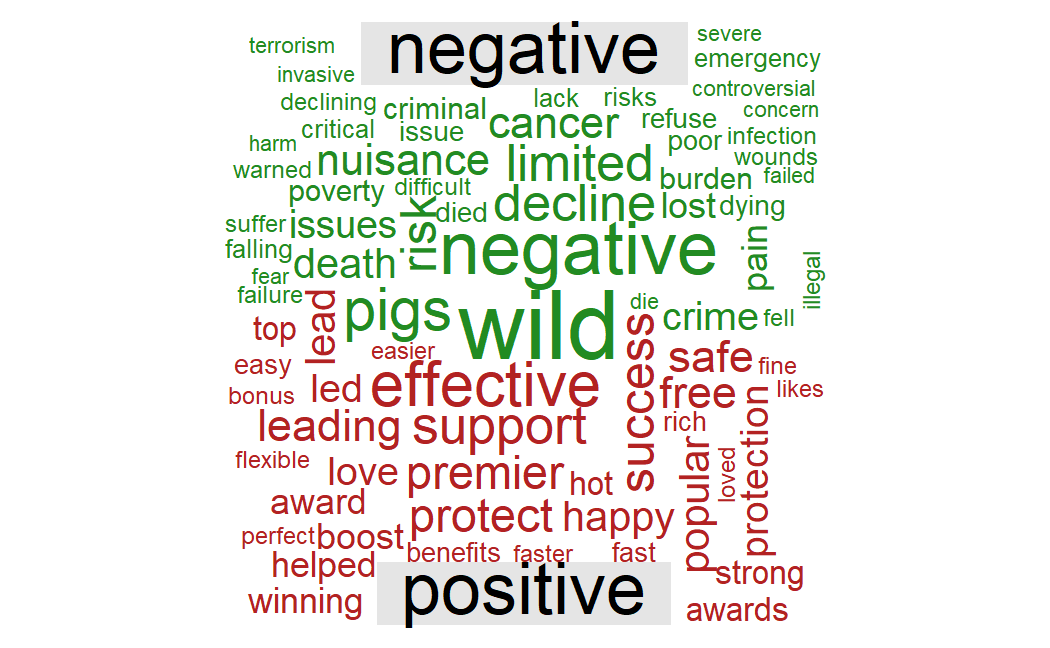 negative
terrorism
severe
emergency
invasive
controversial
declining
criminal
lack
risks
concern
critical
issue
cancer
refuse
poor
infection
harm
nuisance
limited
wounds
warned
poverty
difficult
burden
failed
risk
died
decline
lost
dying
suffer
issues
falling
death
negative
pain
illegal
fear
failure
pigs
wild
die
crime
fell
top
lead
easier
success
safe
fine
easy
bonus
led
effective
free
likes
leading
support
rich
protection
flexible
love
premier
hot
popular
loved
award
protect
happy
perfect
boost
benefits
faster
fast
helped
strong
winning
positive
awards